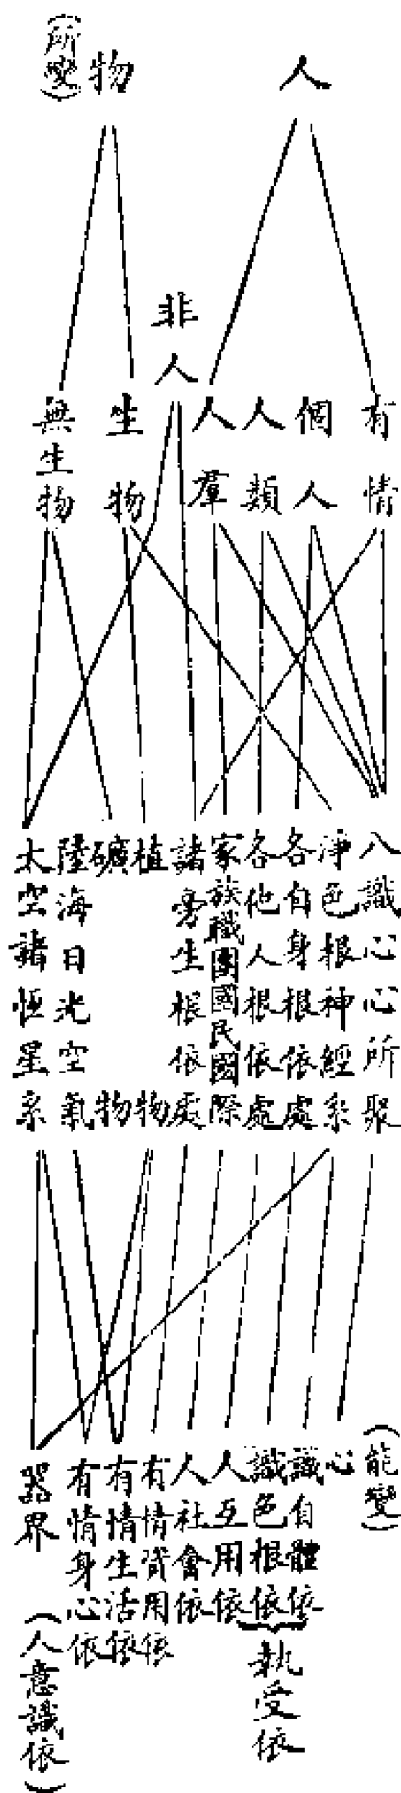 人
物
(所變)
有情
個人
人類
人羣
非人
生物
無生物
八識心心所聚
淨色根神經系
各自身根依處
各他人根依處
家族職團國民國際
諸旁生根依處
植物
礦物
陸海日光空氣
太空諸恒星系
(能變)
心
識自體依
識色根依
執受依
人互用依
人社會依
有情資用依
有情生活依
有情身心依
器界
(人意識依)